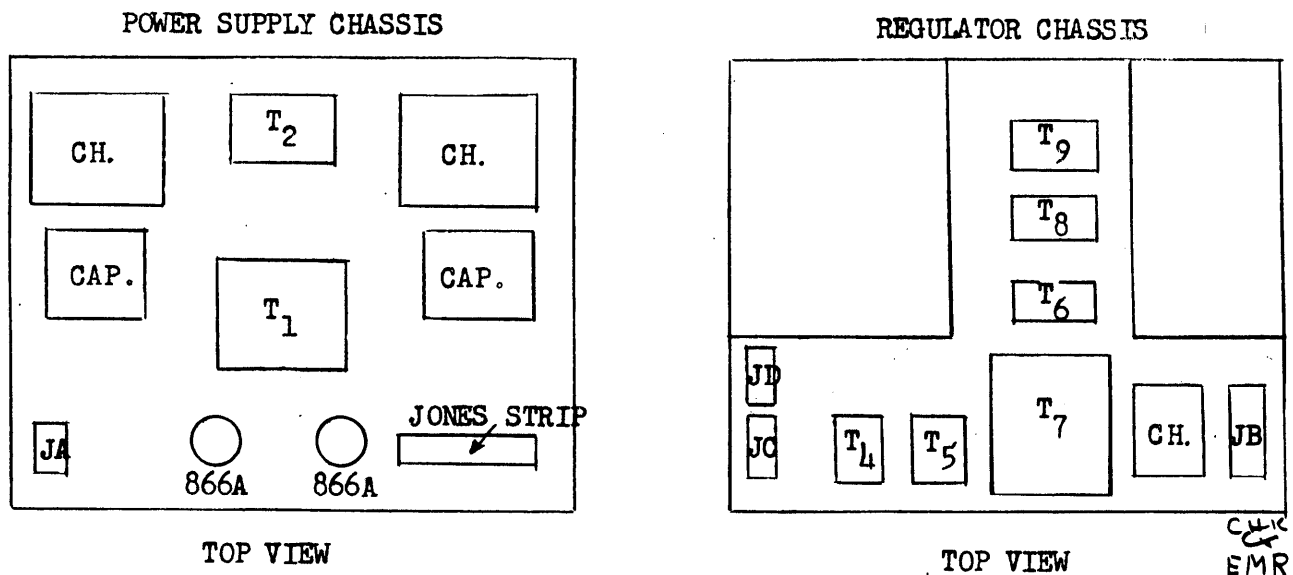 POWER SUPPLY CHASSIS
CH.
T2
CH.
CAP.
T1
CAP.
JONES STRIP
JA
866A
866A
TOP VIEW
REGULATOR CHASSIS
T9
T8
T6
JD
JC
T4
T5
T7
CH.
JB
TOP VIEW
EMR